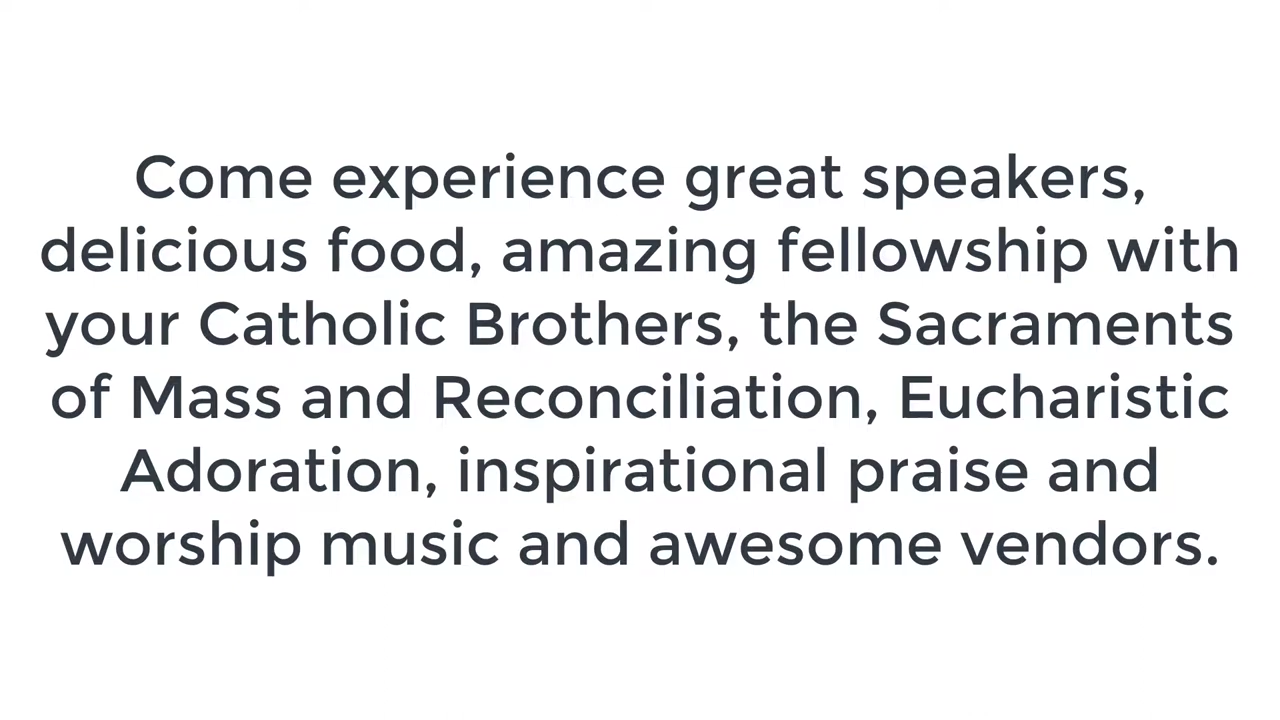 Come experience great speakers,
delicious food, amazing fellowship with
your Catholic Brothers, the Sacraments
of Mass and Reconciliation, Eucharistic
Adoration, inspirational praise and
worship music and awesome vendors.